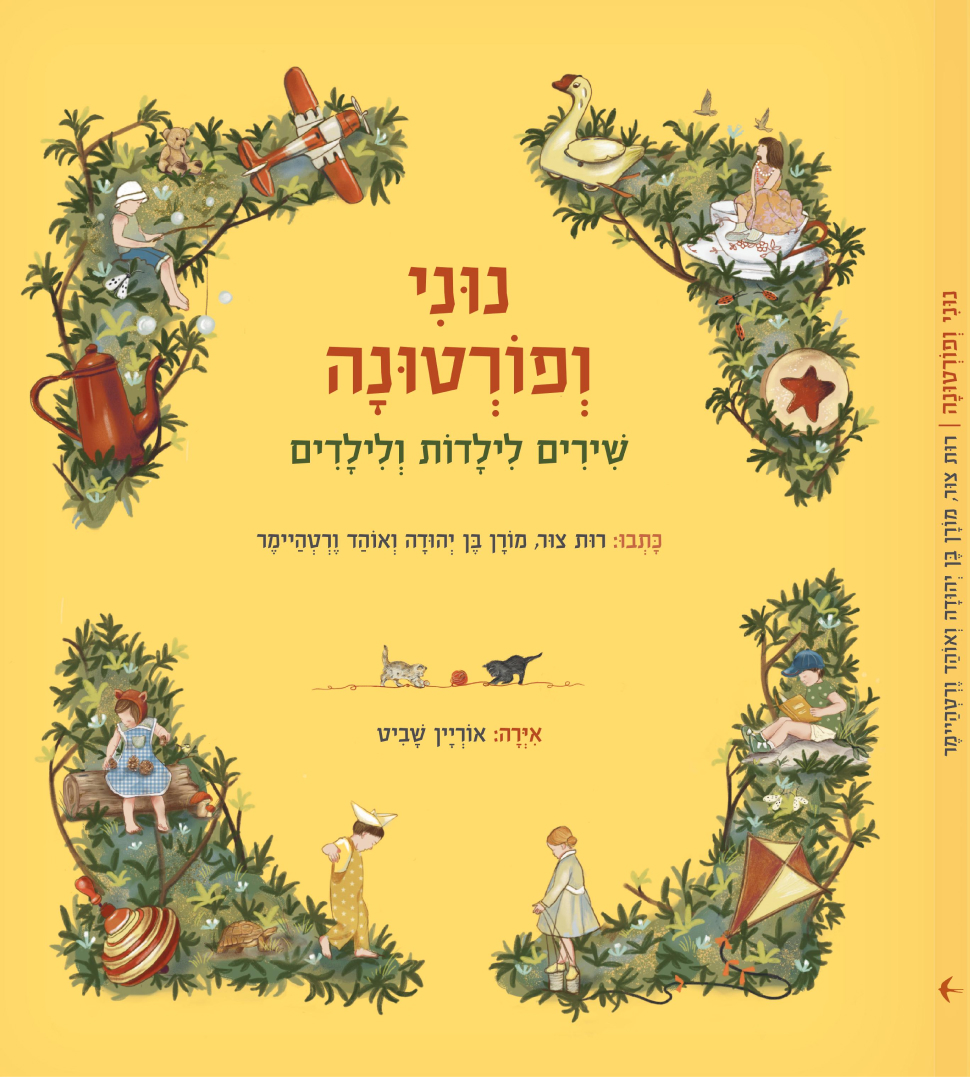 נוּנִי
וְפוֹרְטוּנָה
שִׁירִים לִילָדוֹת וְלִילָדִים
כָּתְבוּ: רוּת צוּר, מוֹרָן בֶּן יְהוּדָה וְאוֹהַד וֶרְטְהַיימֶר
אִיְּרָה: אוֹרְיָין שָׁבִיט
נוּנִי וְפוֹרְטוּנָה | רוּת צוּר, מוֹרָן בֶּן יְהוּדָה וְאוֹהַד וֶרְטְהַיימֶר